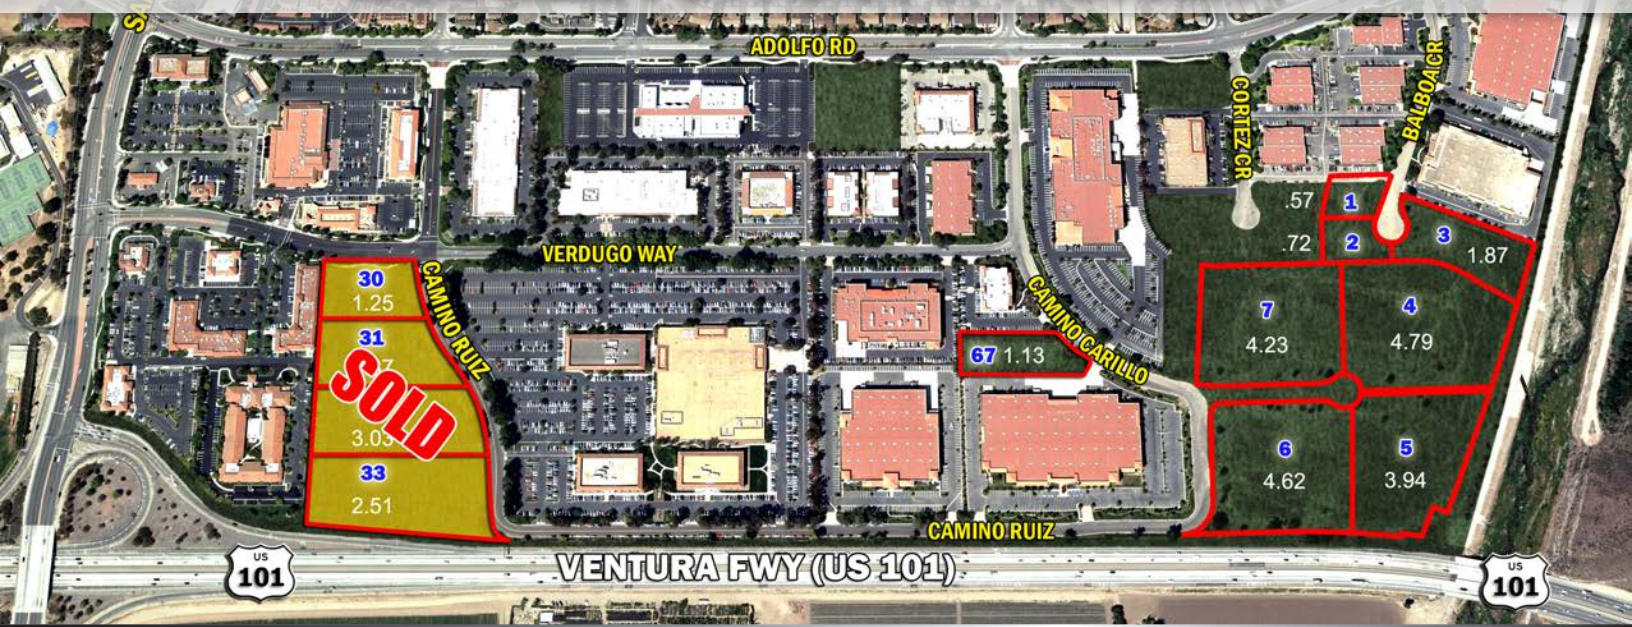 SA
ADOLFO RD
CORTEZ CR
BALBOA CR
.57
1
.72
2
3
1.87
VERDUGO WAY
30
1.25
CAMINO RUIZ
31
7
SOLD
3.03
33
2.51
CAMINO CARILLO
67 1.13
7
4.23
4
4.79
6
4.62
5
3.94
CAMINO RUIZ
VENTURA FWY (US 101)
US
101
US
101